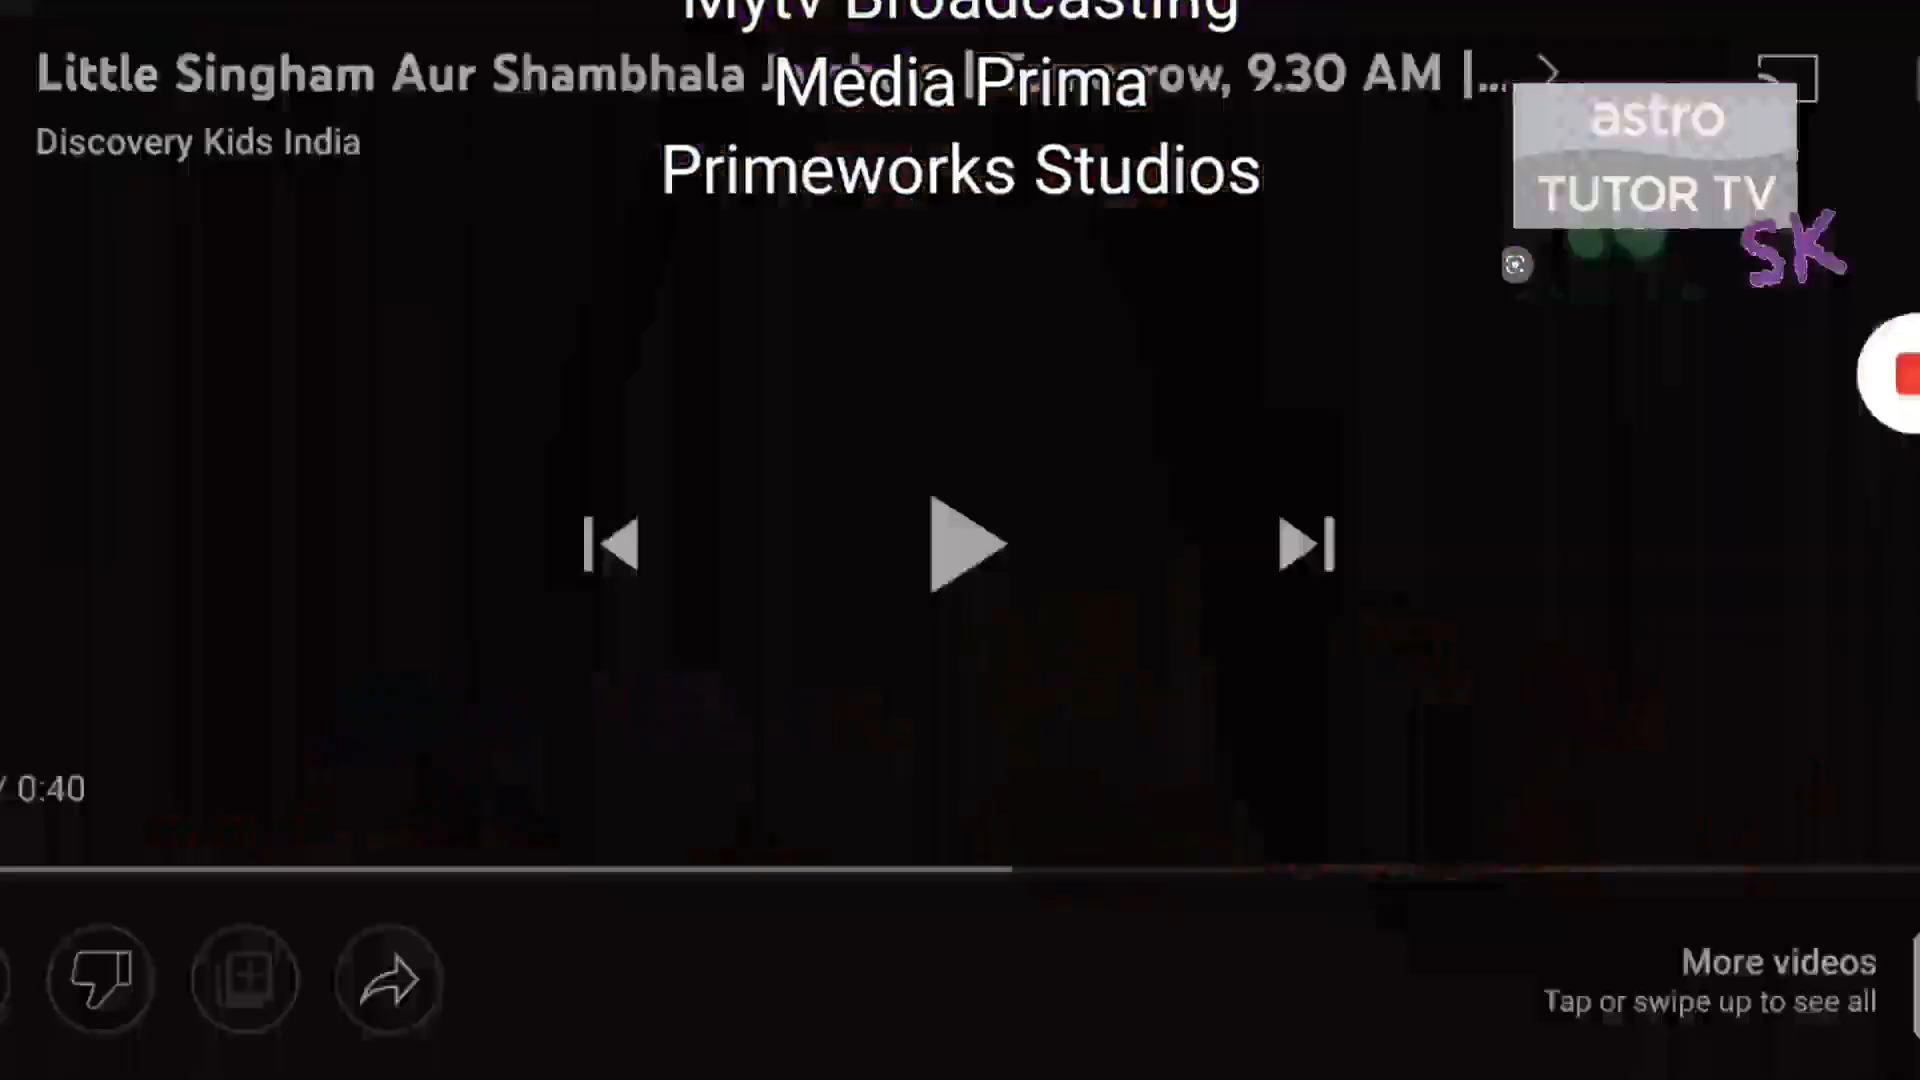 Mytv Broadcasting
Little Singham Aur Shambhala
row, 9.30 AM |...
Media Prima
Discovery Kids India
Primeworks Studios
astro
TUTOR TV
SK
/ 0:40
More videos
Tap or swipe up to see all